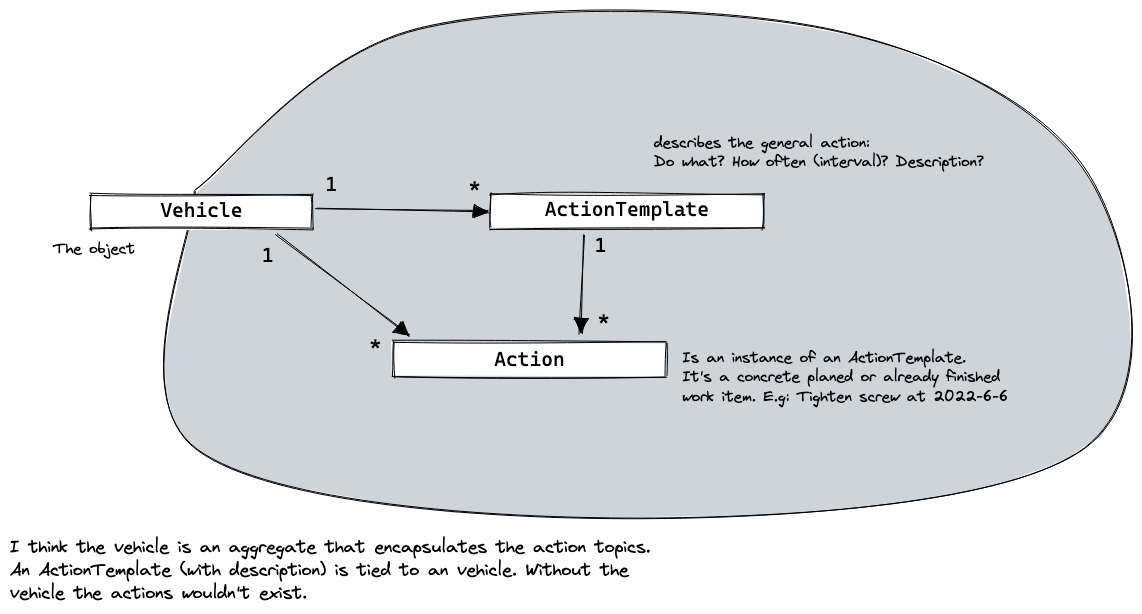 describes the general action:
Do what? How often (interval)? Description?
1
*
Vehicle
ActionTemplate
The object
1
1
*
*
Action
Is an instance of an ActionTemplate.
It's a concrete planed or already finished
work item. E.g: Tighten screw at 2022-6-6
I think the vehicle is an aggregate that encapsulates the action topics.
An ActionTemplate (with description) is tied to an vehicle. Without the
vehicle the actions wouldn't exist.